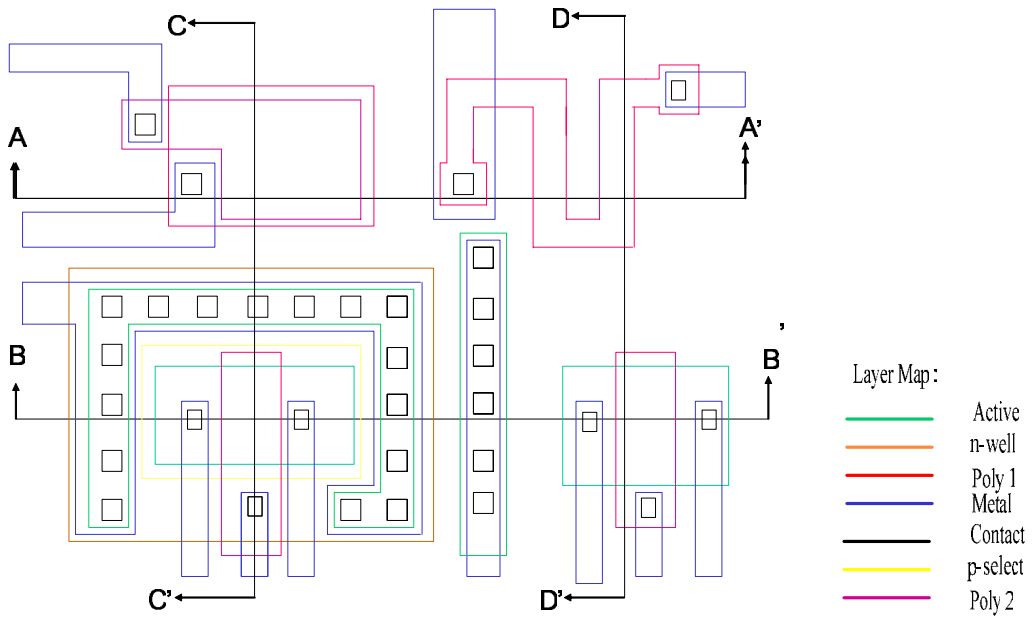 C
D
A
A'
B
B'
C'
D'
Layer Map :
Active
n-well
Poly 1
Metal
Contact
p-select
Poly 2